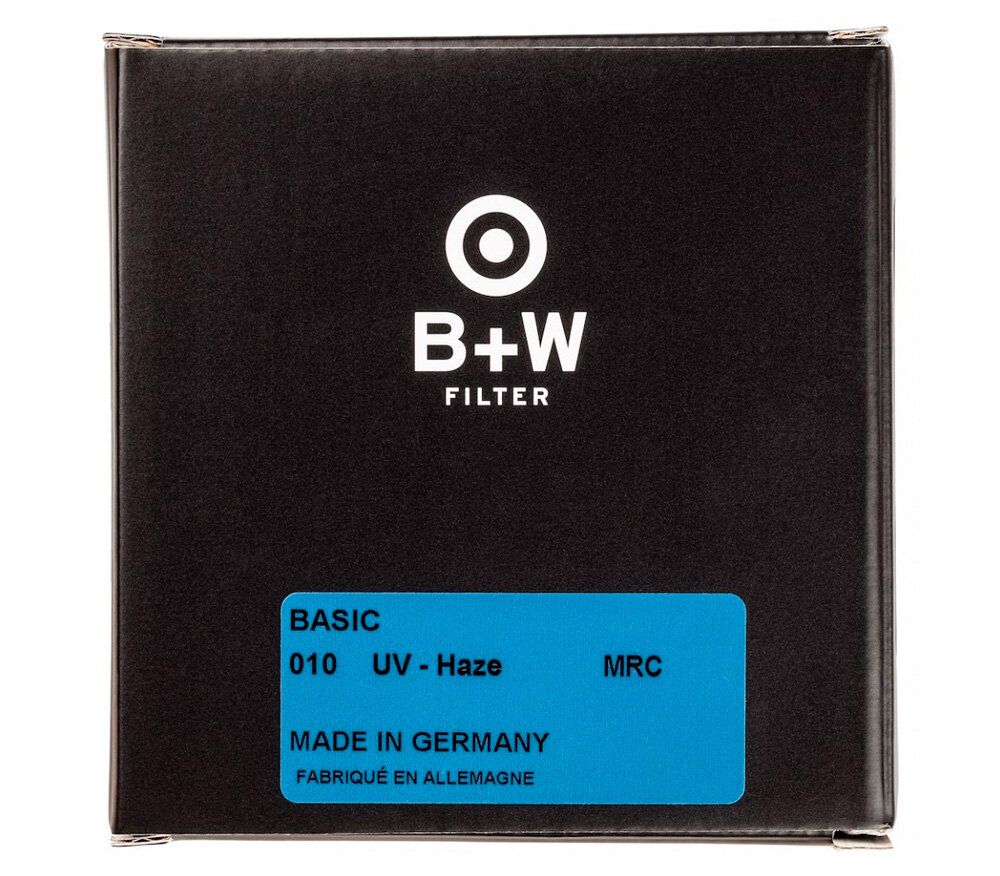 B+W
FILTER
BASIC
010 UV - Haze MRC
MADE IN GERMANY
FABRIQUÉ EN ALLEMAGNE